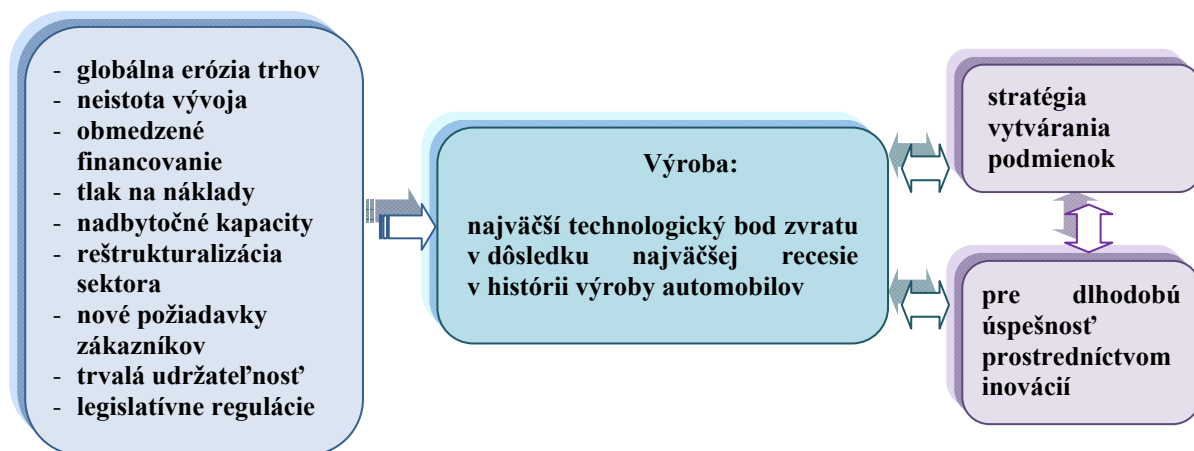 - globálna erózia trhov
- neistota vývoja
- obmedzené
financovanie
- tlak na náklady
- nadbytočné kapacity
- reštrukturalizácia
sektora
- nové požiadavky
zákazníkov
- trvalá udržateľnosť
- legislatívne regulácie
Výroba:
najväčší technologický bod zvratu
v dôsledku najväčšej recesie
v histórii výroby automobilov
stratégia
vytvárania
podmienok
pre dlhodobú
úspešnosť
prostredníctvom
inovácií